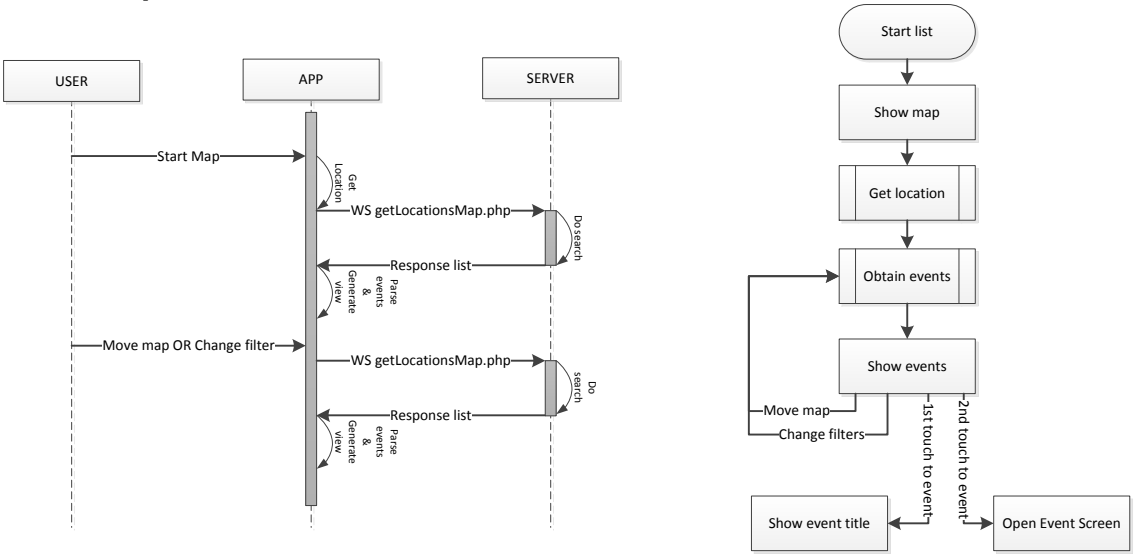 USER
APP
SERVER
Start Map
Get
Location
WS getLocationsMap.php
Do search
Response list
Parse
events
&
Generate
view
Move map OR Change filter
WS getLocationsMap.php
Do
search
Response list
Parse
events
&
Generate
view
Start list
Show map
Get location
Obtain events
Show events
Move map
Change filters
1st touch to event
2nd touch to event
Show event title
Open Event Screen